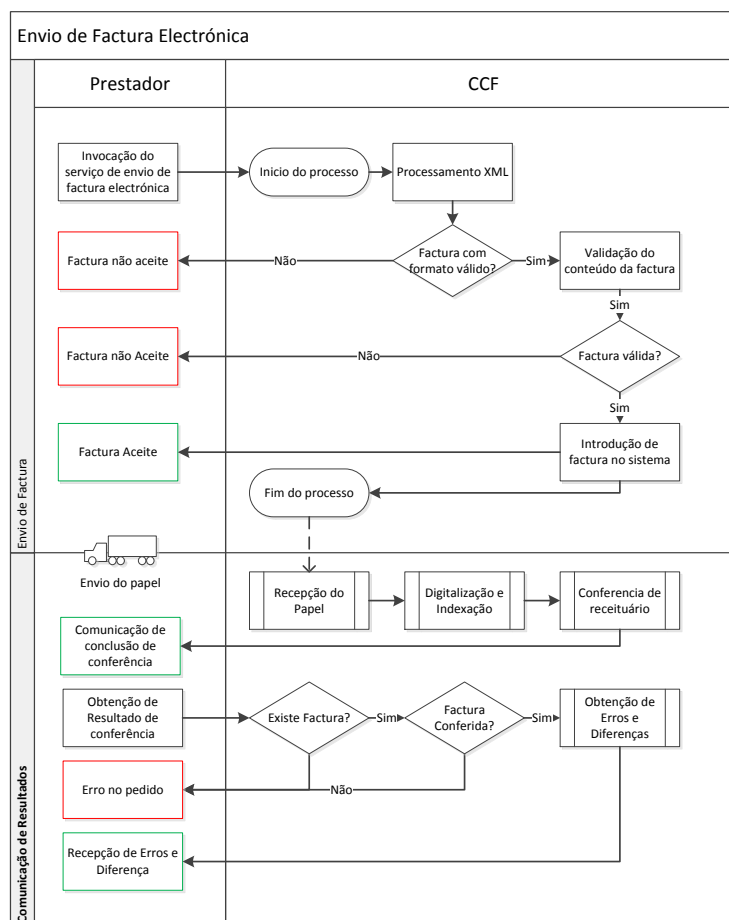 Envio de Factura Electrónica
Prestador
CCF
Invocação do
serviço de envio de
factura electrónica
Inicio do processo
Processamento XML
Factura não aceite
Não
Factura com
formato válido?
Sim
Validação do
conteúdo da factura
Sim
Factura não Aceite
Não
Factura válida?
Sim
Factura Aceite
Introdução de
factura no sistema
Fim do processo
Envio de Factura
Envio do papel
Recepção do
Papel
Digitalização e
Indexação
Conferencia de
receituário
Comunicação de
conclusão de
conferência
Obtenção de
Resultado de
conferência
Existe Factura?
Sim
Factura
Conferida?
Sim
Obtenção de
Erros e
Diferenças
Erro no pedido
Não
Recepção de Erros e
Diferença
Comunicação de Resultados